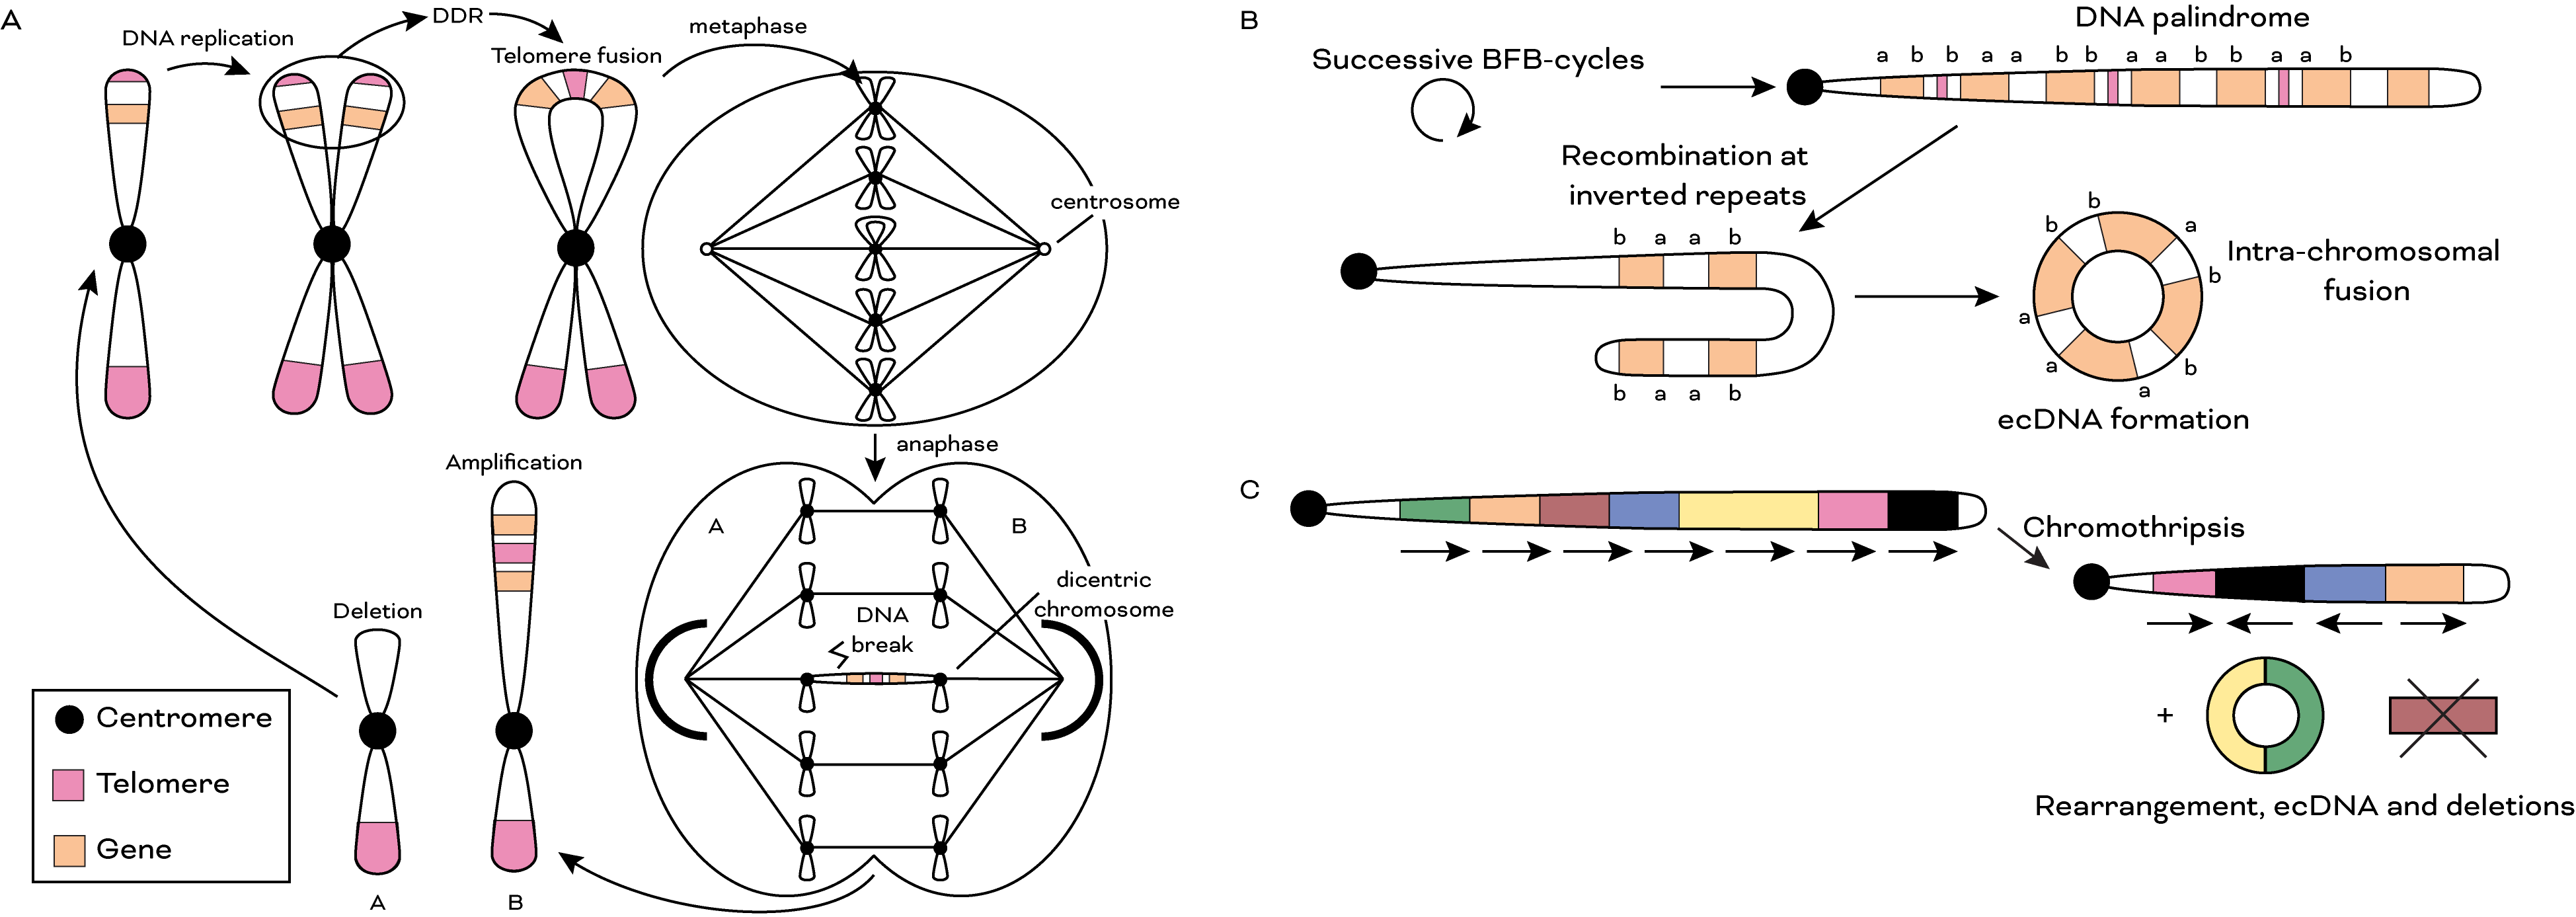 A
DNA replication
DDR
Telomere fusion
metaphase
centrosome
anaphase
Amplification
Deletion
A
B
DNA
break
dicentric
chromosome
Centromere
Telomere
Gene
A
B
B
Successive BFB-cycles
DNA palindrome
a b b a a b b a a b b a a b
Recombination at
inverted repeats
b a a b
b a a b
b
b
a
b
b
a
a
a
Intra-chromosomal
fusion
ecDNA formation
C
Chromothripsis
+
Rearrangement, ecDNA and deletions